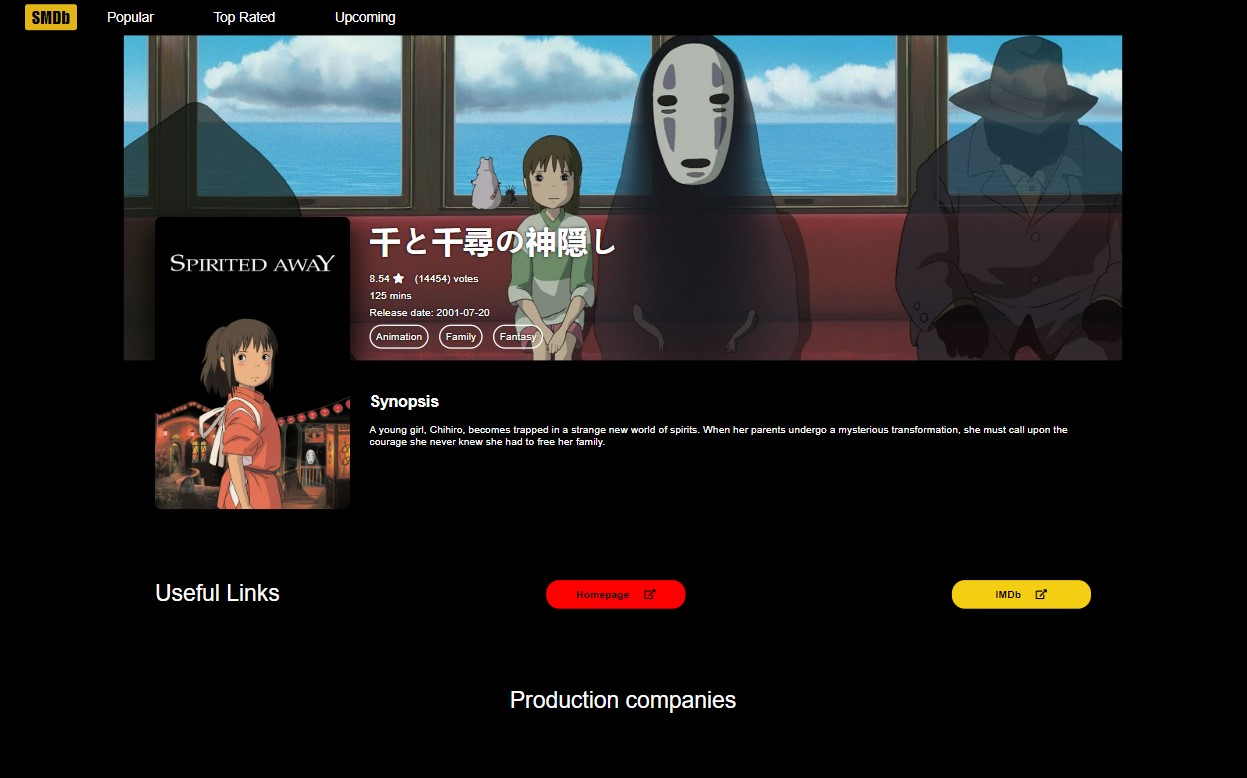 SMDb
Popular
Top Rated
Upcoming
SPIRITED AWAY
千と千尋の神隠し
8.54 (14454) votes
125 mins
Release date: 2001-07-20
Animation Family Fantasy
Synopsis
A young girl, Chihiro, becomes trapped in a strange new world of spirits. When her parents undergo a mysterious transformation, she must call upon the
courage she never knew she had to free her family.
Useful Links
Homepage
IMDb
Production companies